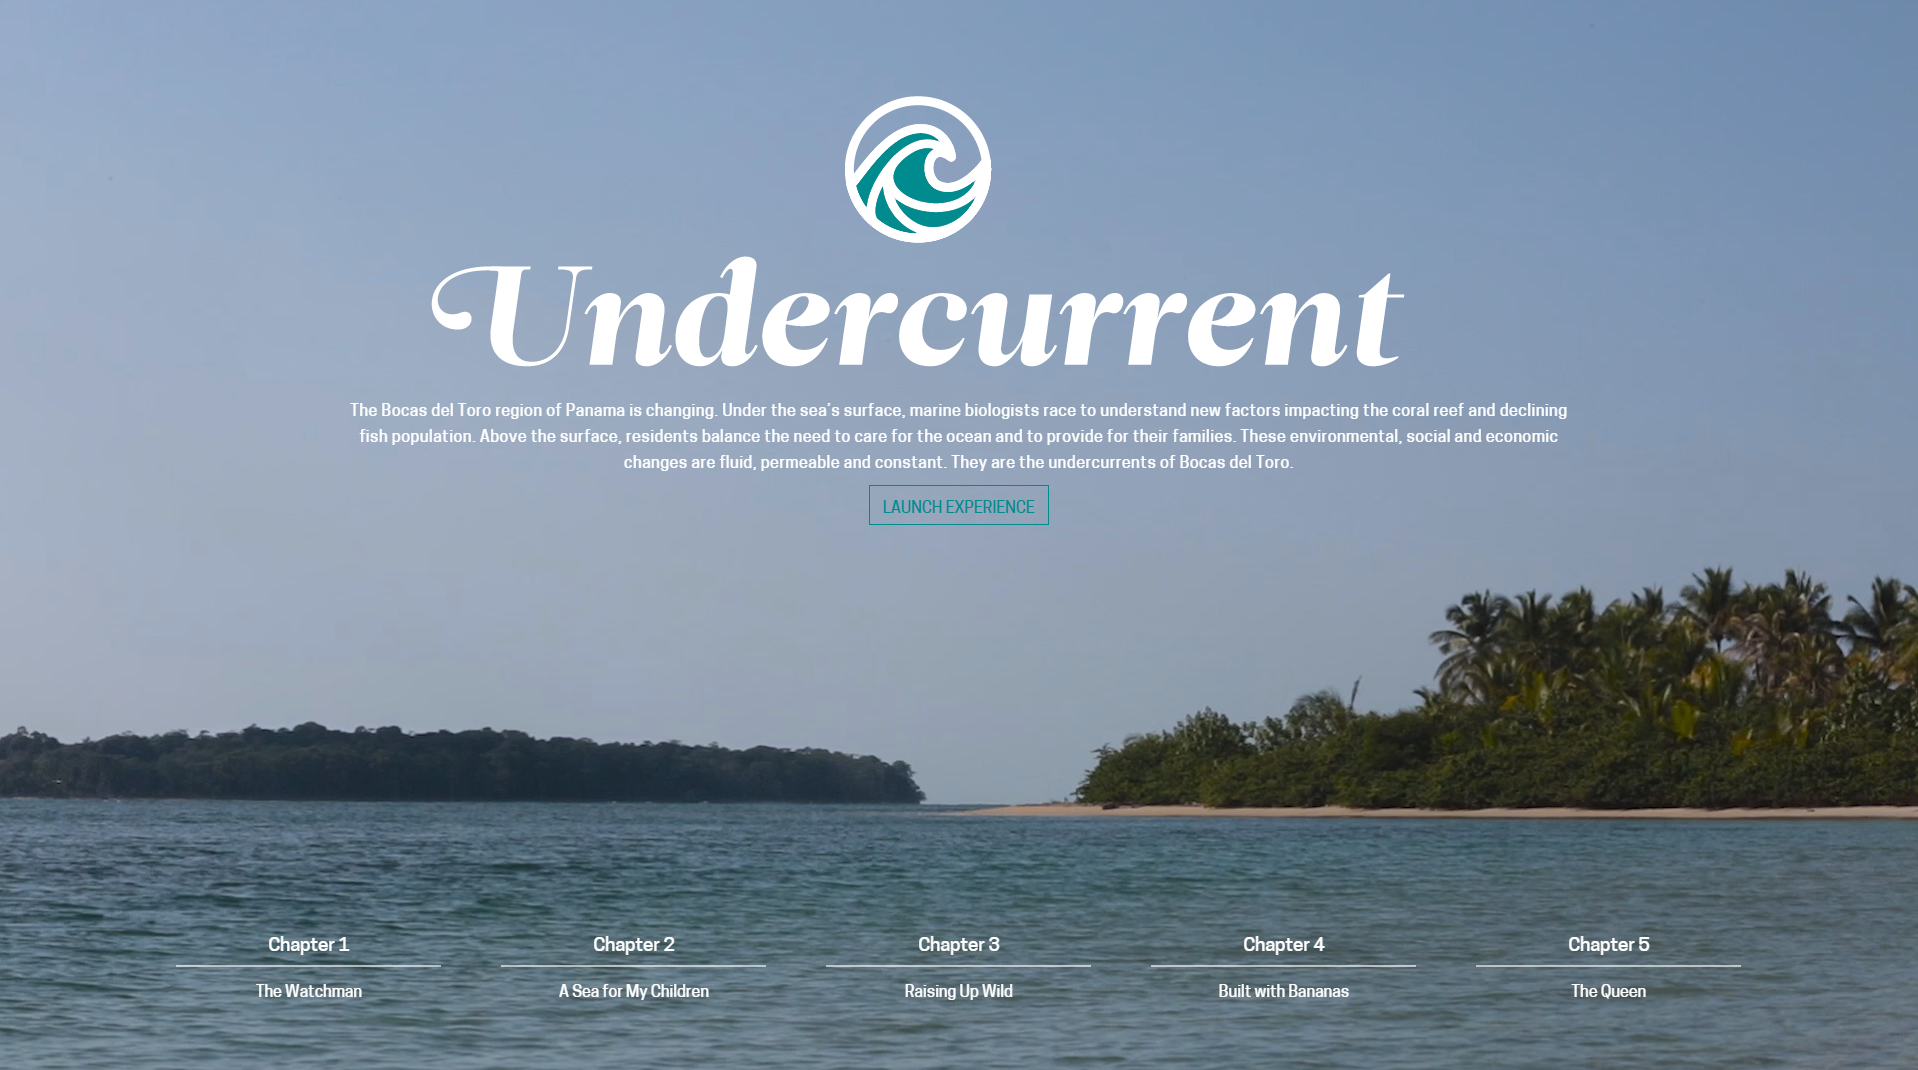 Undercurrent
The Bocas del Toro region of Panama is changing. Under the sea's surface, marine biologists race to understand new factors impacting the coral reef and declining
fish population. Above the surface, residents balance the need to care for the ocean and to provide for their families. These environmental, social and economic
changes are fluid, permeable and constant. They are the undercurrents of Bocas del Toro.
LAUNCH EXPERIENCE
Chapter 1
The Watchman
Chapter 2
A Sea for My Children
Chapter 3
Raising Up Wild
Chapter 4
Built with Bananas
Chapter 5
The Queen